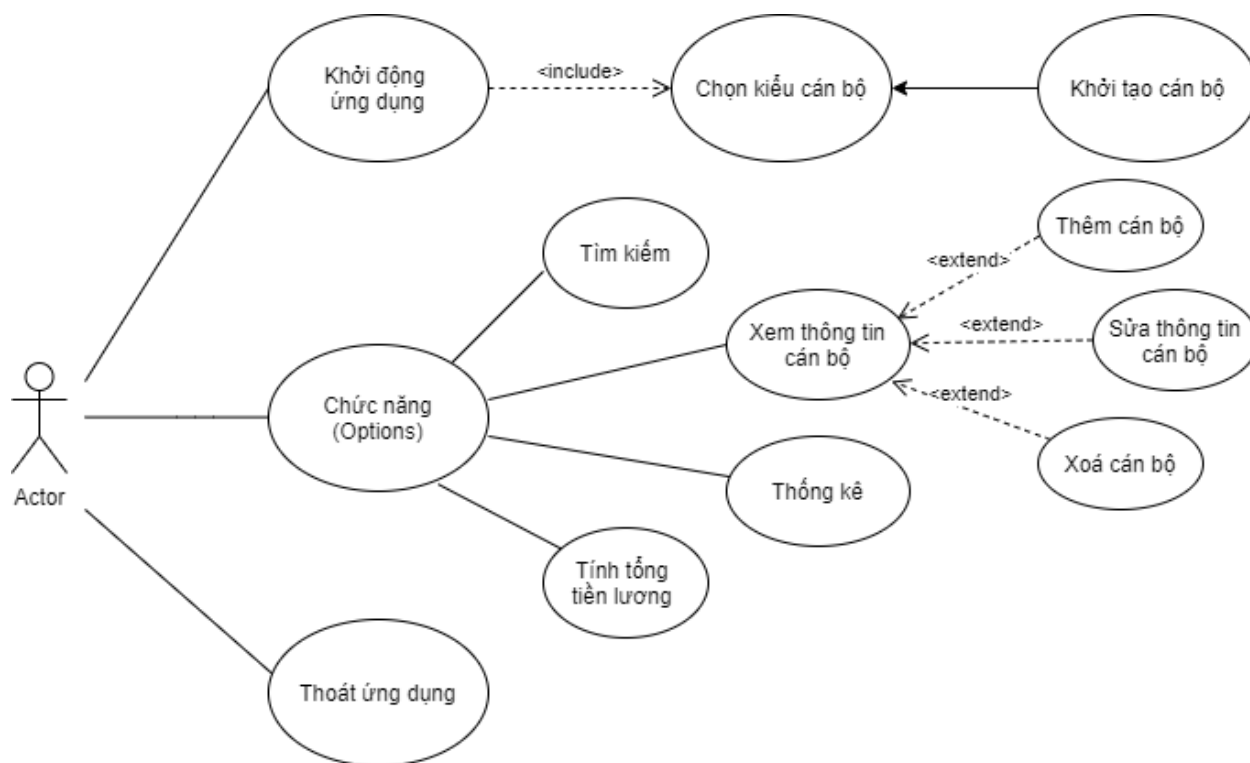 Khởi động
ứng dụng
<include>
Chọn kiểu cán bộ
Khởi tạo cán bộ
Tìm kiếm
Thêm cán bộ
<extend>
Xem thông tin
cán bộ
<extend>
Sửa thông tin
cán bộ
<extend>
Chức năng
(Options)
Xoá cán bộ
Actor
Thống kê
Tính tổng
tiền lương
Thoát ứng dụng